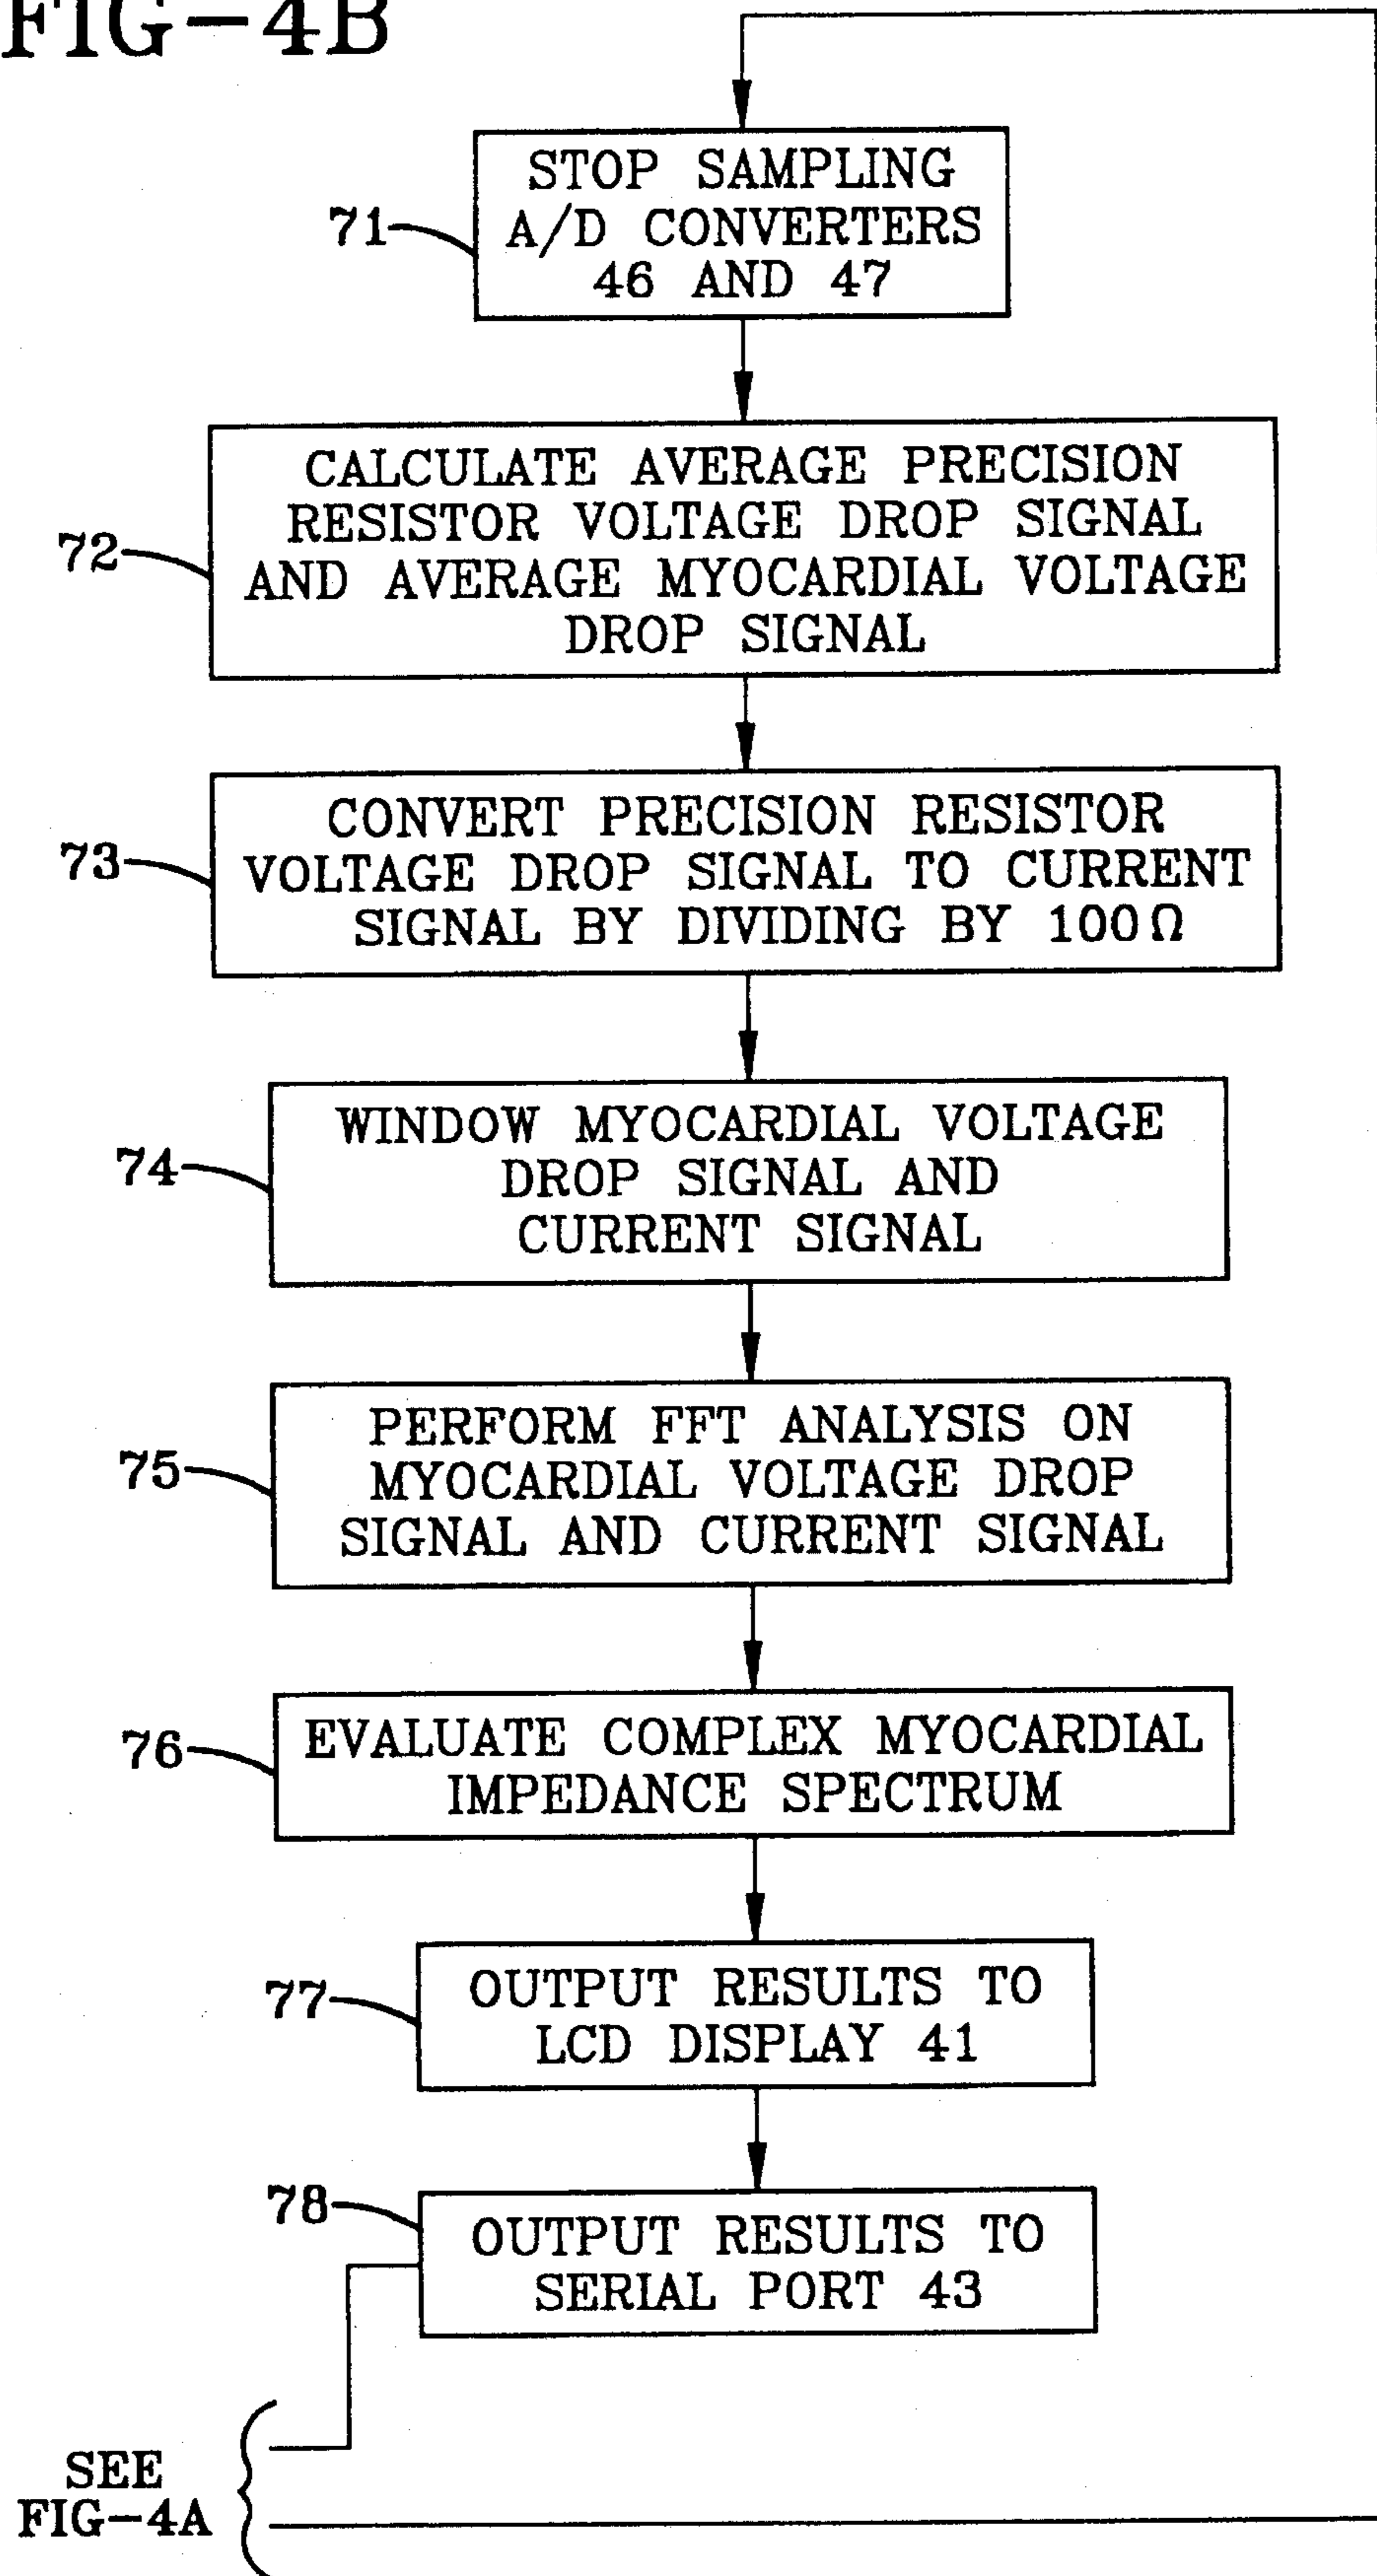 FIG-4B
STOP SAMPLING
A/D CONVERTERS
46 AND 47
71
CALCULATE AVERAGE PRECISION
RESISTOR VOLTAGE DROP SIGNAL
AND AVERAGE MYOCARDIAL VOLTAGE
DROP SIGNAL
72
CONVERT PRECISION RESISTOR
VOLTAGE DROP SIGNAL TO CURRENT
SIGNAL BY DIVIDING BY 100Ω
73
WINDOW MYOCARDIAL VOLTAGE
DROP SIGNAL AND
CURRENT SIGNAL
74
PERFORM FFT ANALYSIS ON
MYOCARDIAL VOLTAGE DROP
SIGNAL AND CURRENT SIGNAL
75
EVALUATE COMPLEX MYOCARDIAL
IMPEDANCE SPECTRUM
76
OUTPUT RESULTS TO
LCD DISPLAY 41
77
OUTPUT RESULTS TO
SERIAL PORT 43
78
SEE
FIG-4A